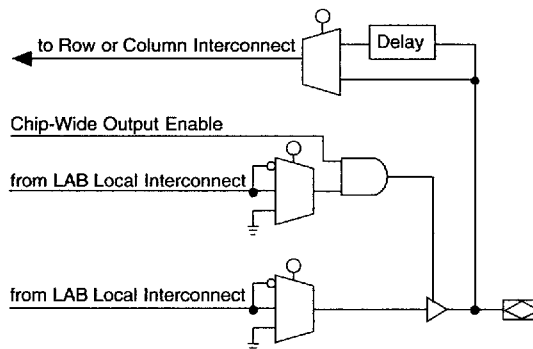 to Row or Column Interconnect
Delay
Chip-Wide Output Enable
from LAB Local Interconnect
from LAB Local Interconnect